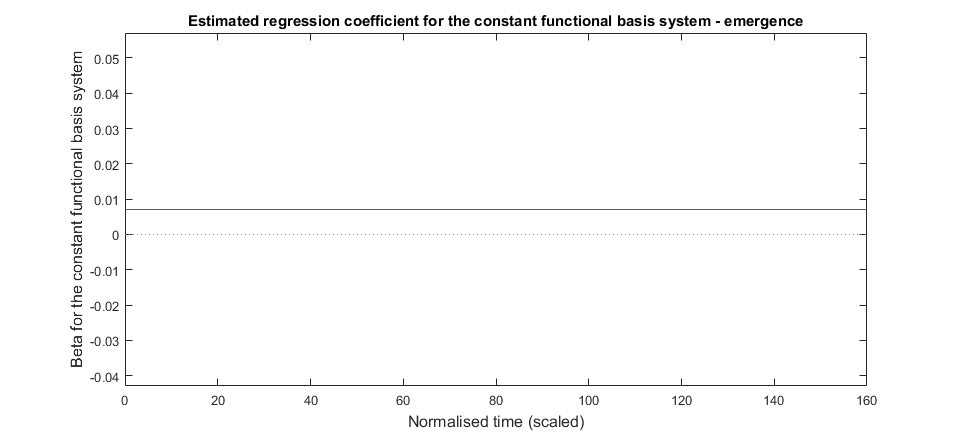 Estimated regression coefficient for the constant functional basis system - emergence
Beta for the constant functional basis system
0.05
0.04
0.03
0.02
0.01
0
-0.01
-0.02
-0.03
-0.04
0 20 40 60 80 100 120 140 160
Normalised time (scaled)